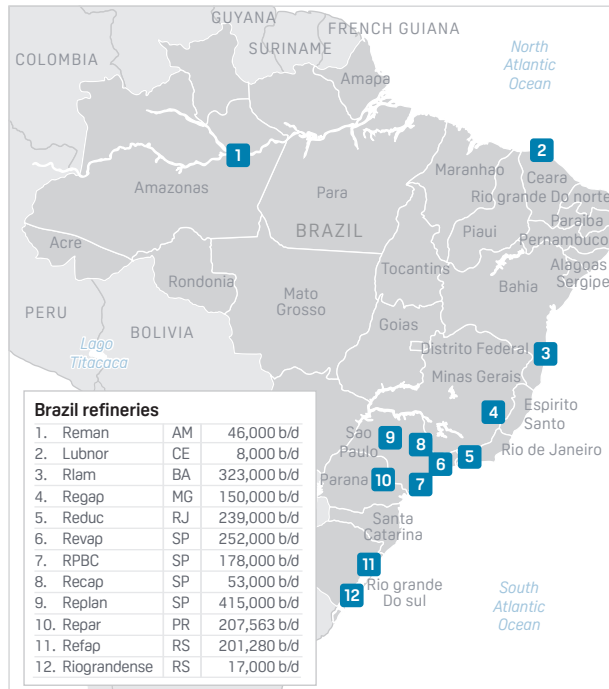 GUYANA
FRENCH GUIANA
COLOMBIA
SURINAME
North
Atlantic
Ocean
Amapa
1
2
Amazonas
Para
Maranhao
Ceara
Rio grande Do norte
BRAZIL
Paraiba
Piaui
Pernambuco
Acre
Rondonia
Tocantins
Alagoas
Sergipe
Mato
Grosso
Bahia
PERU
BOLIVIA
Goias
Lago
Titacaca
Distrito Federal
3
Minas Gerais
4
Espirito
Santo
Sao
Paulo
9
8
Rio de Janeiro
5
6
Parana
10
7
Santa
Catarina
11
Rio grande
Do sul
12
South
Atlantic
Ocean
Brazil refineries
1. Reman AM 46,000 b/d
2. Lubnor CE 8,000 b/d
3. Rlam BA 323,000 b/d
4. Regap MG 150,000 b/d
5. Reduc RJ 239,000 b/d
6. Revap SP 252,000 b/d
7. RPBC SP 178,000 b/d
8. Recap SP 53,000 b/d
9. Replan SP 415,000 b/d
10. Repar PR 207,563 b/d
11. Refap RS 201,280 b/d
12. Riograndense RS 17,000 b/d